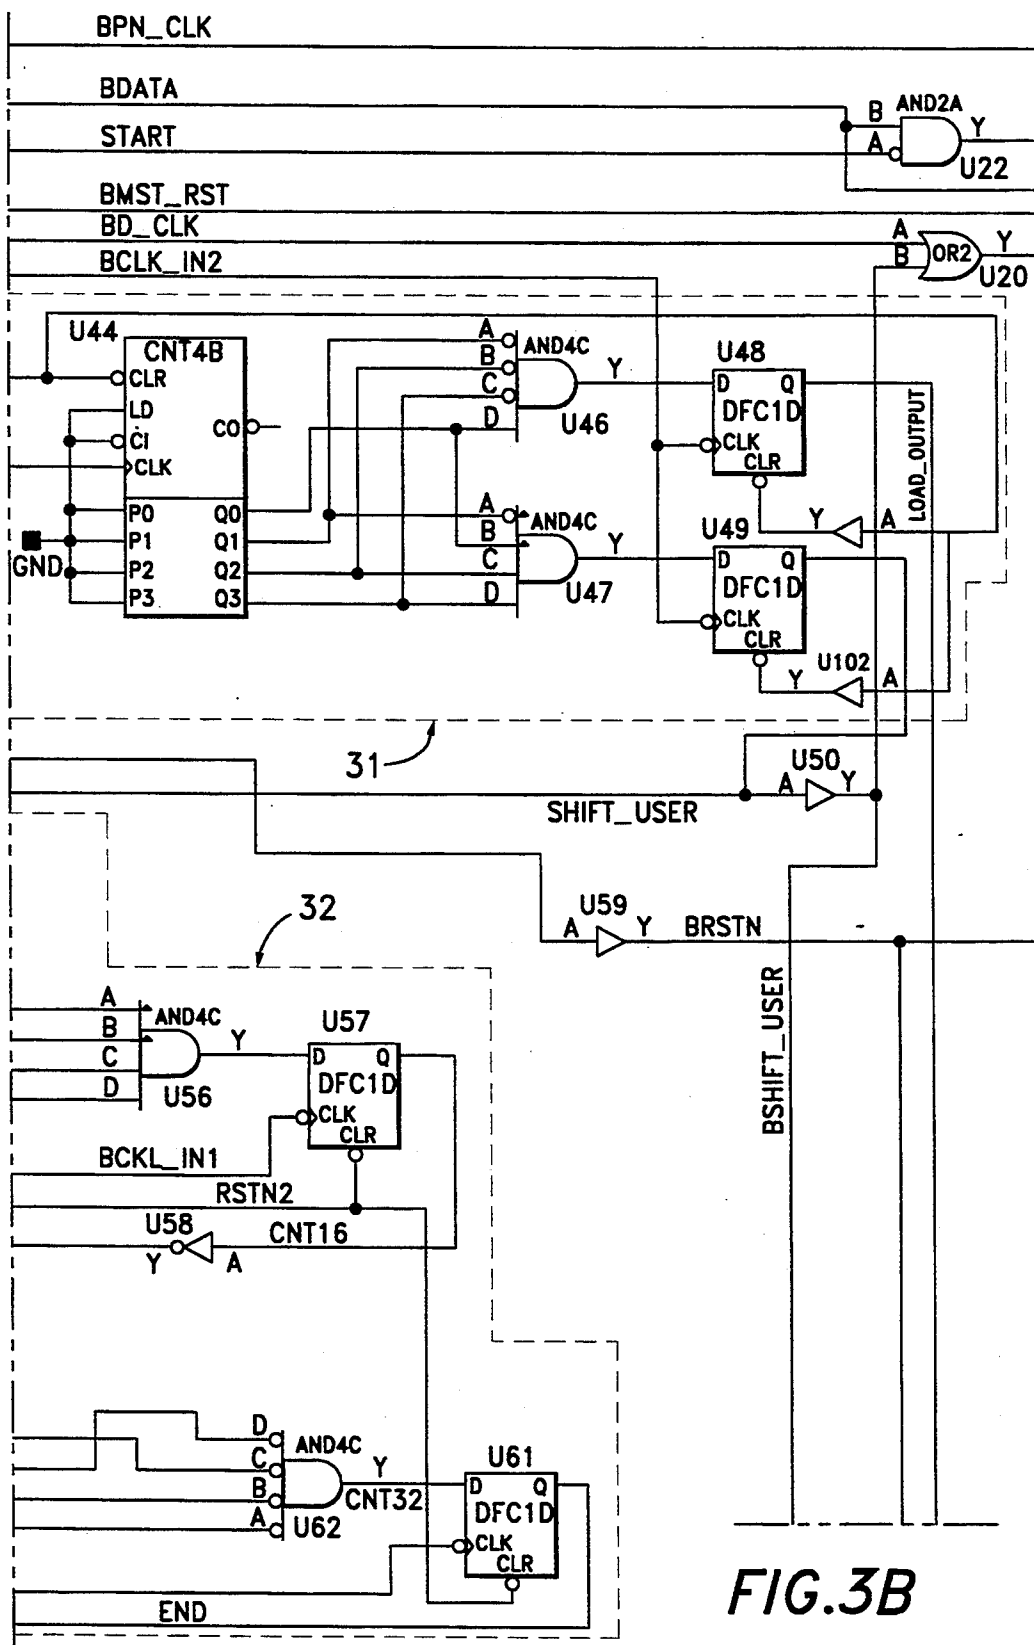 BPN_CLK
BDATA
AND2A
B
Y
START
A
U22
BMST_RST
BD_CLK
A
OR2
Y
BCLK_IN2
B
U20
U44
CNT4B
CLR
LD
CI
CO
CLK
P0 Q0
P1 Q1
P2 Q2
P3 Q3
GND
A
B
C
D
AND4C
Y
U46
A
B
C
D
AND4C
Y
U47
U48
D Q
DFC1D
CLK
CLR
Y A
LOAD_OUTPUT
U49
D Q
DFC1D
CLK
CLR
U102
Y A
31
U50
A Y
SHIFT_USER
32
U59
A Y BRSTN
BSHIFT_USER
A
B
C
D
AND4C
Y
U56
U57
D Q
DFC1D
CLK
CLR
BCKL_IN1
RSTN2
U58
CNT16
Y A
D
C
B
A
AND4C
Y
CNT32
U62
U61
D Q
DFC1D
CLK
CLR
END
FIG.3B